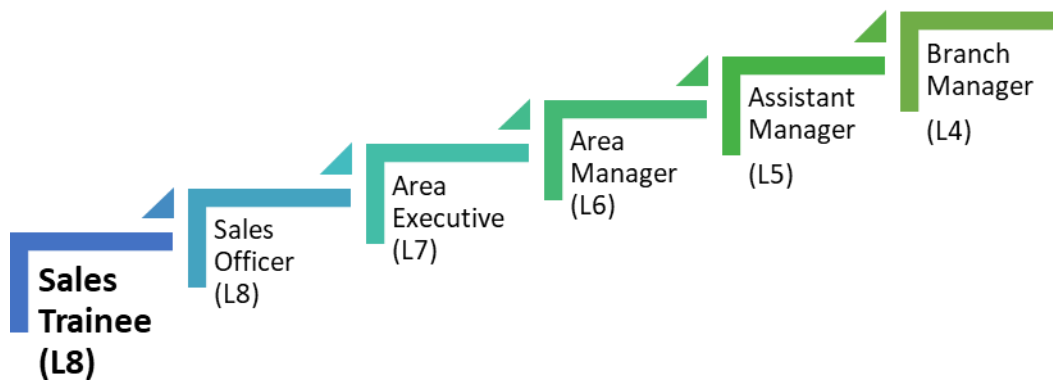 Sales
Trainee
(L8)
Sales
Officer
(L8)
Area
Executive
(L7)
Area
Manager
(L6)
Assistant
Manager
(L5)
Branch
Manager
(L4)